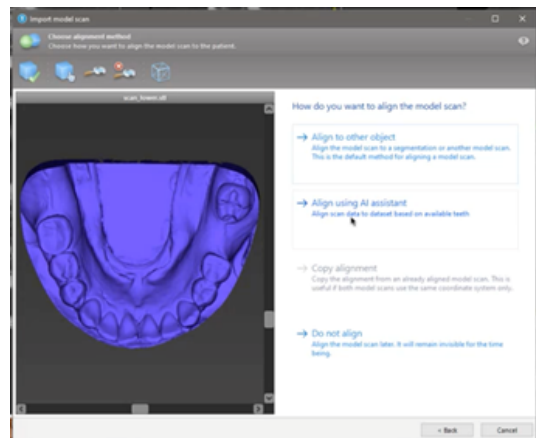 Import model scan
Choose alignment method
Choose how you want to align the model scan to the patient.
scan_lower.stl
How do you want to align the model scan?
Align to other object
Align the model scan to a segmentation or another model scan.
This is the default method for aligning a model scan.
Align using AI assistant
Align scan data to dataset based on available teeth
Copy alignment
Copy the alignment from an already aligned model scan. This is
useful if both model scans use the same coordinate system only.
Do not align
Align the model scan later. It will remain invisible for the time
being.
< Back
Cancel